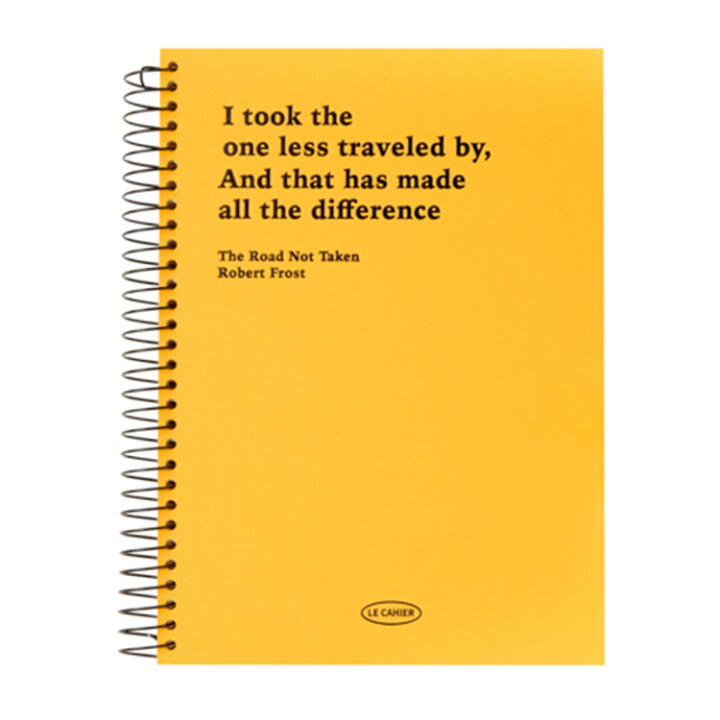 I took the
one less traveled by,
And that has made
all the difference
The Road Not Taken
Robert Frost
LE CAHIER